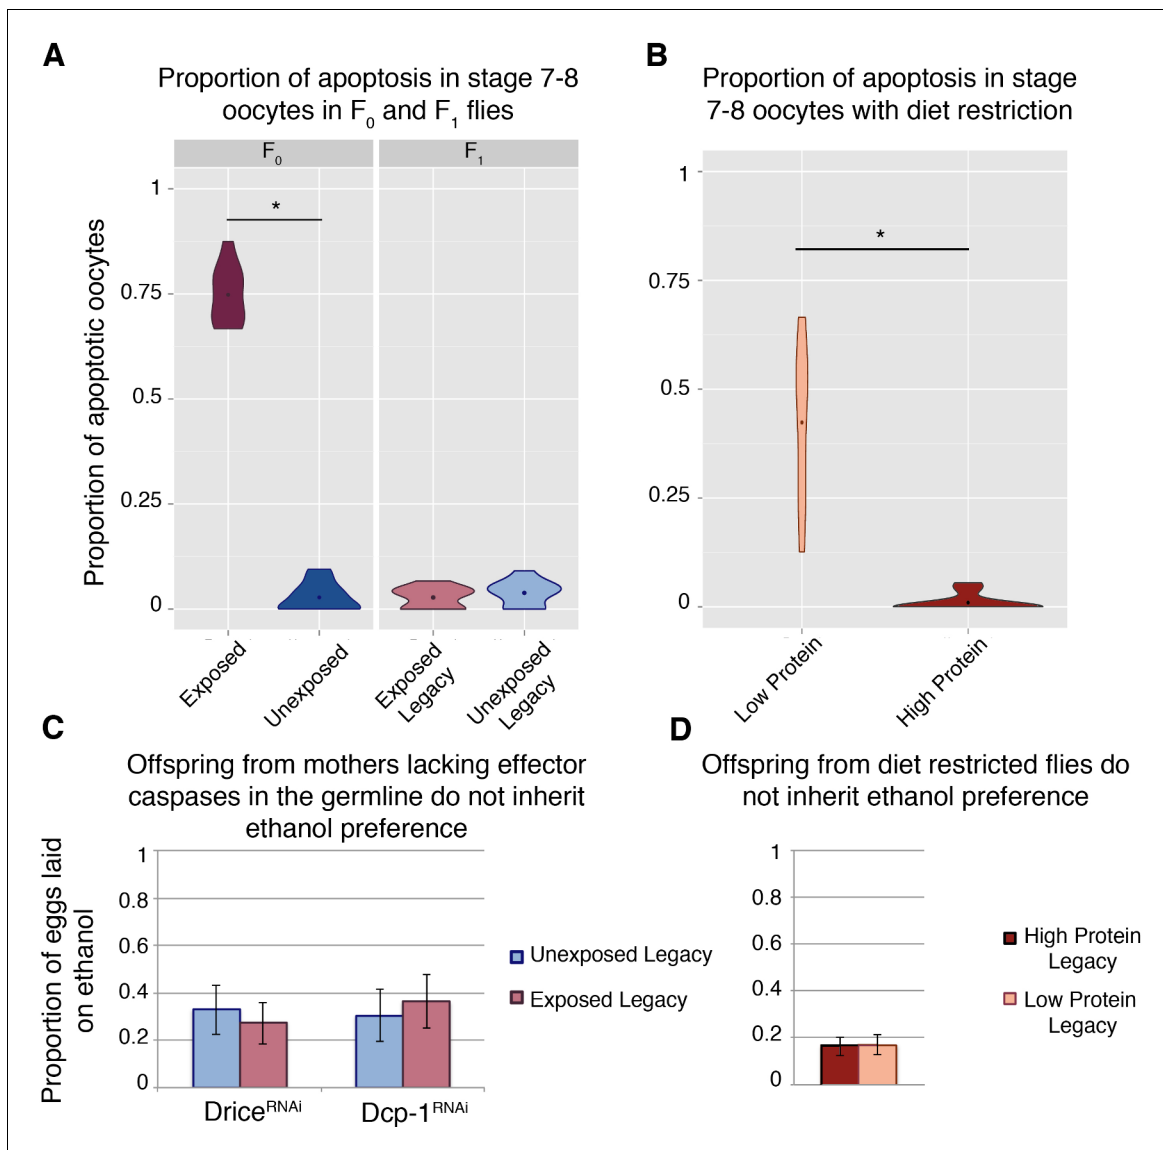 A
Proportion of apoptosis in stage 7-8
oocytes in F0 and F1 flies
F0
F1
Proportion of apoptotic oocytes
1
0.75
0.5
0.25
0
*
Exposed
Unexposed
Exposed
Legacy
Unexposed
Legacy
B
Proportion of apoptosis in stage
7-8 oocytes with diet restriction
1
0.75
0.5
0.25
0
*
Low Protein
High Protein
C
Offspring from mothers lacking effector
caspases in the germline do not inherit
ethanol preference
Proportion of eggs laid
on ethanol
1
0.8
0.6
0.4
0.2
0
DriceRNAi
Dcp-1RNAi
Unexposed Legacy
Exposed Legacy
D
Offspring from diet restricted flies do
not inherit ethanol preference
1
0.8
0.6
0.4
0.2
0
High Protein
Legacy
Low Protein
Legacy